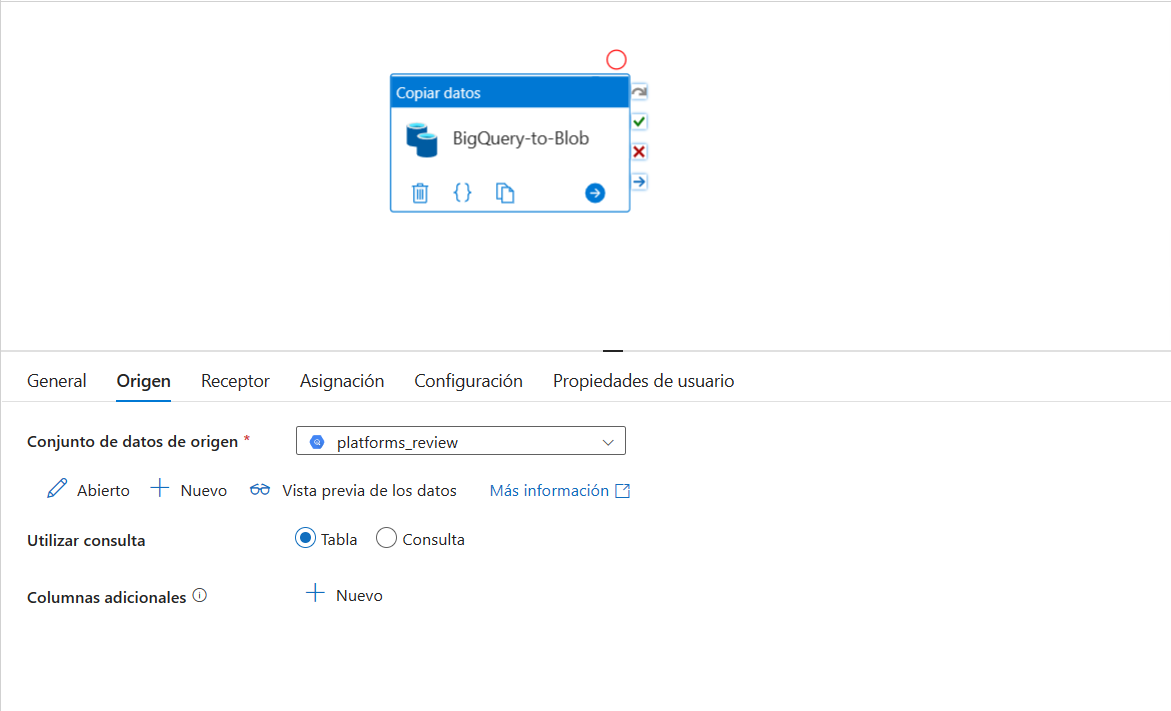 Copiar datos
BigQuery-to-Blob
General Origen Receptor Asignación Configuración Propiedades de usuario
Conjunto de datos de origen * platforms_review
Abierto Nuevo Vista previa de los datos Más información
Utilizar consulta Tabla Consulta
Columnas adicionales Nuevo